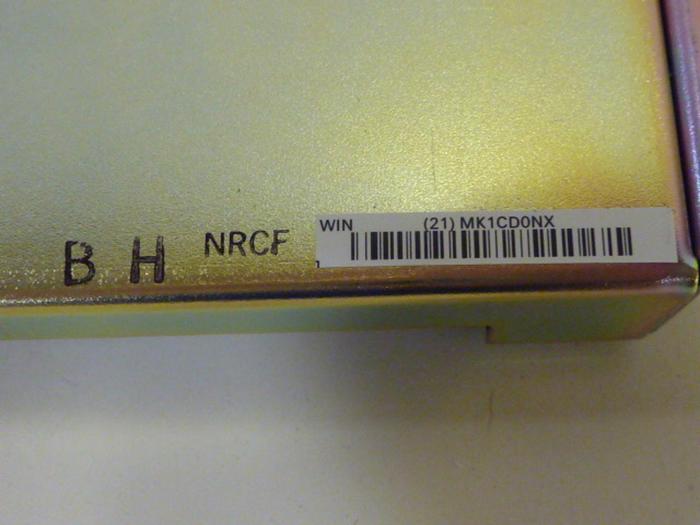 B H NRCF
WIN (21) MK1CD0NX